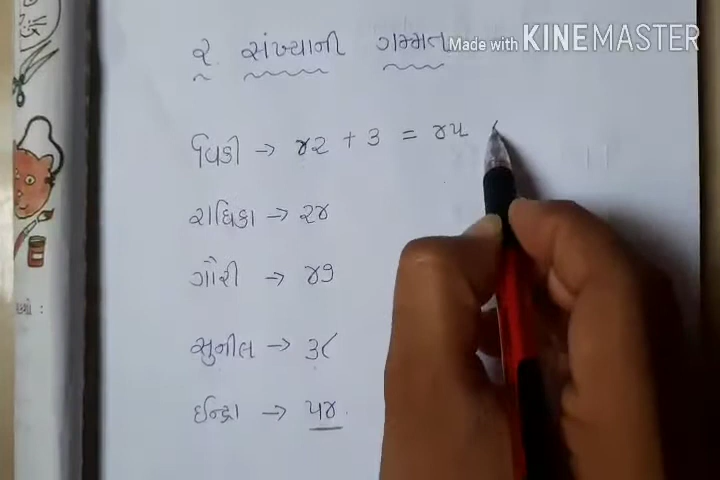 ૨ સંખ્યાની ગમ્મત
Made with KINEMASTER
વિકી → ૪૨ + ૩ = ૪૫ (
રાધિકા → ૨૪
ગૌરી → ૪૭
સુનીલ → ૩૮
ઈન્દ્રા → ૫૪